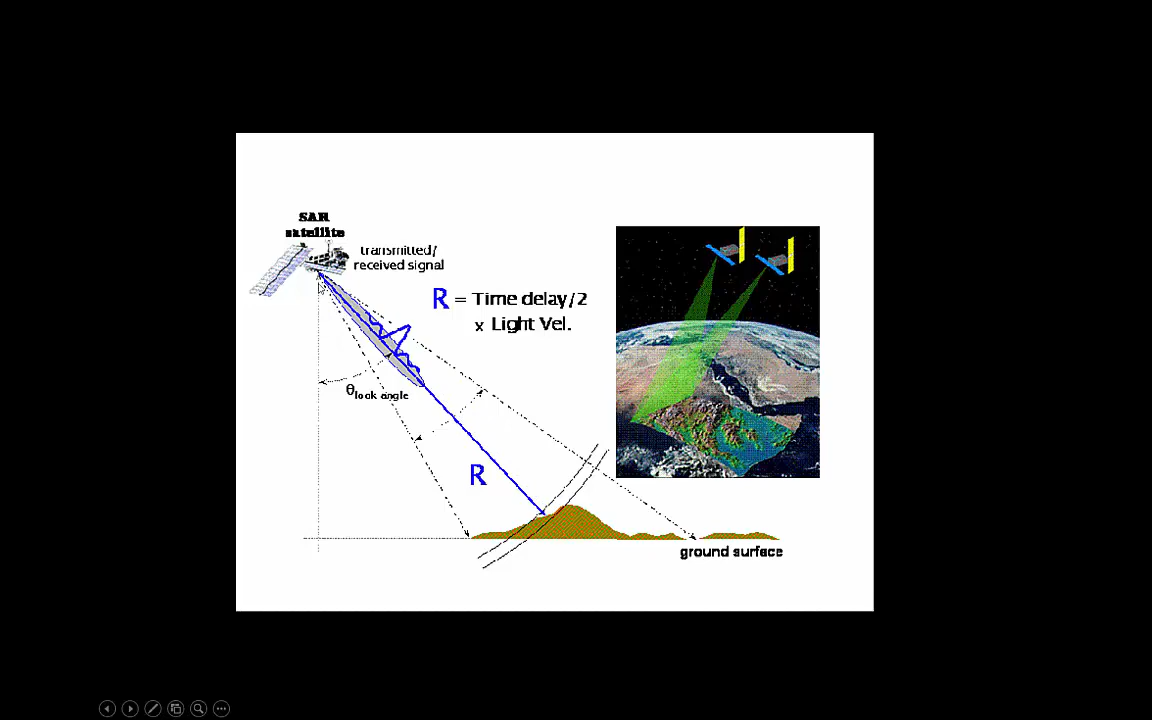 SAR
satellite
transmitted/
received signal
R = Time delay/2
x Light Vel.
θlook angle
R
ground surface